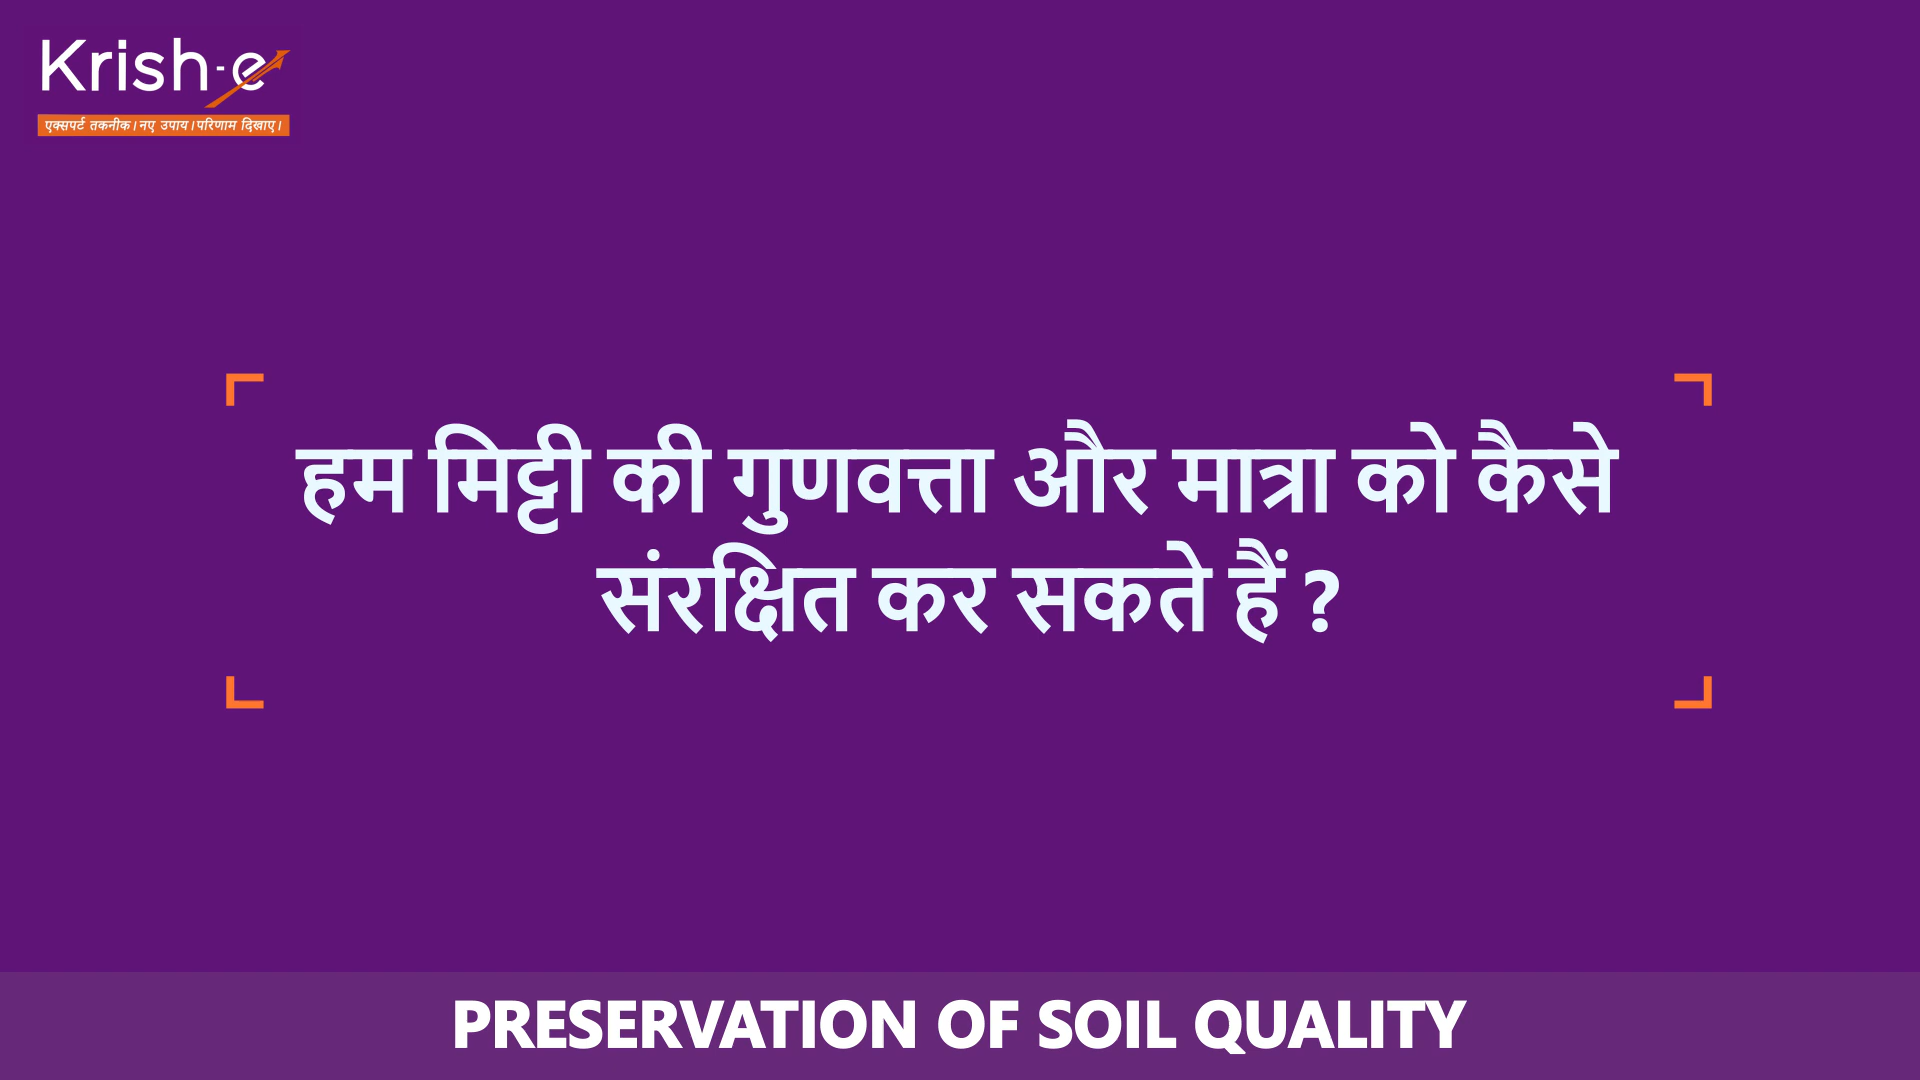 Krish-e
एक्सपर्ट तकनीक। नए उपाय। परिणाम दिखाए।
हम मिट्टी की गुणवत्ता और मात्रा को कैसे
संरक्षित कर सकते हैं ?
PRESERVATION OF SOIL QUALITY